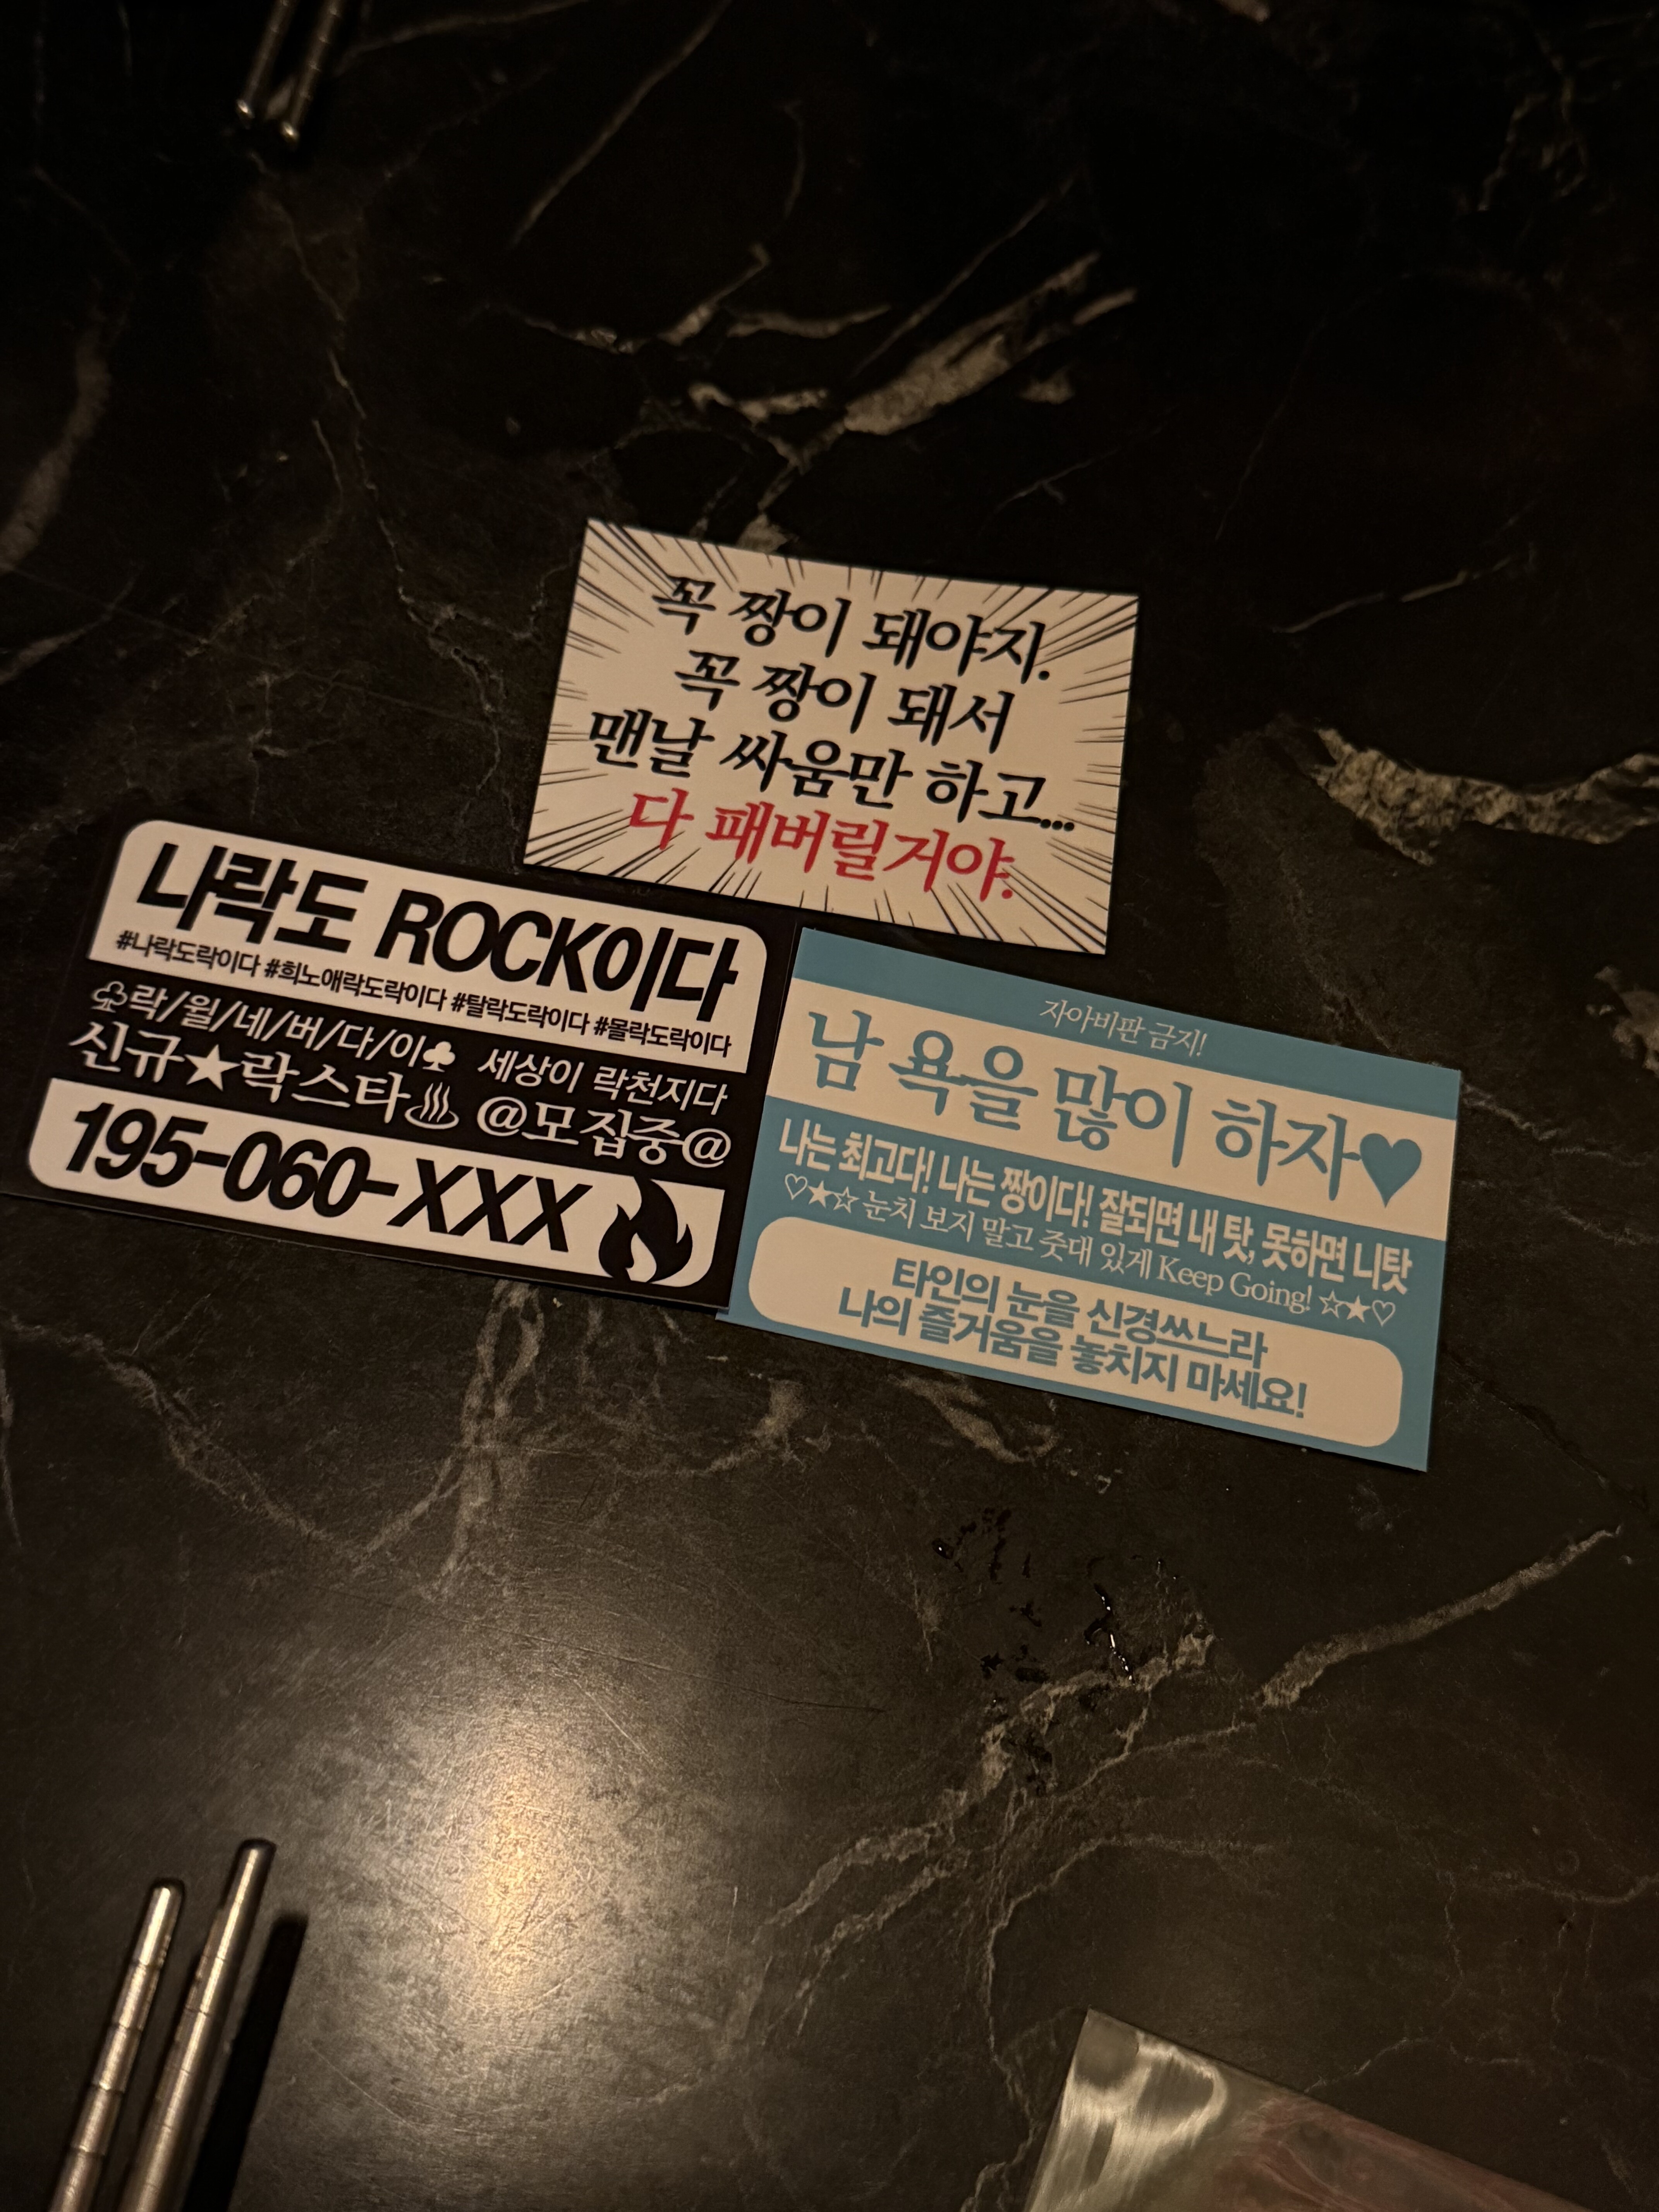 꼭 짱이 돼야지.
꼭 짱이 돼서
맨날 싸움만 하고...
다 패버릴거야.
나락도 ROCK이다
#나락도락이다 #희노애락도락이다 #탈락도락이다 #몰락도락이다
♧락/윌/네/버/다/이♣ 세상이 락천지다
신규★락스타♨ @모집중@
195-060-XXX
자아비판 금지!
남 욕을 많이 하자♥
나는 최고다! 나는 짱이다! 잘되면 내 탓, 못하면 니탓
♡★☆ 눈치 보지 말고 줏대 있게 Keep Going! ☆★♡
타인의 눈을 신경쓰느라
나의 즐거움을 놓치지 마세요!